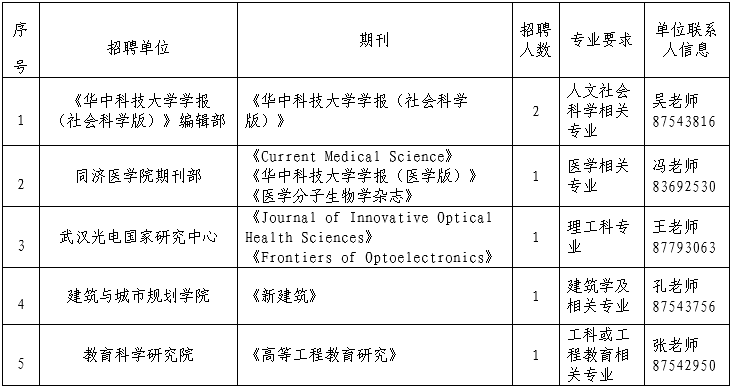 序号
招聘单位
期刊
招聘
人数
专业要求
单位联系
人信息
1
《华中科技大学学报
（社会科学版）》编辑部
《华中科技大学学报（社会科学
版）》
2
人文社会
科学相关
专业
吴老师
87543816
2
同济医学院期刊部
《Current Medical Science》
《华中科技大学学报（医学版）》
《医学分子生物学杂志》
1
医学相关
专业
冯老师
83692530
3
武汉光电国家研究中心
《Journal of Innovative Optical
Health Sciences》
《Frontiers of Optoelectronics》
1
理工科专
业
王老师
87793063
4
建筑与城市规划学院
《新建筑》
1
建筑学及
相关专业
孔老师
87543756
5
教育科学研究院
《高等工程教育研究》
1
工科或工
程教育相
关专业
张老师
87542950